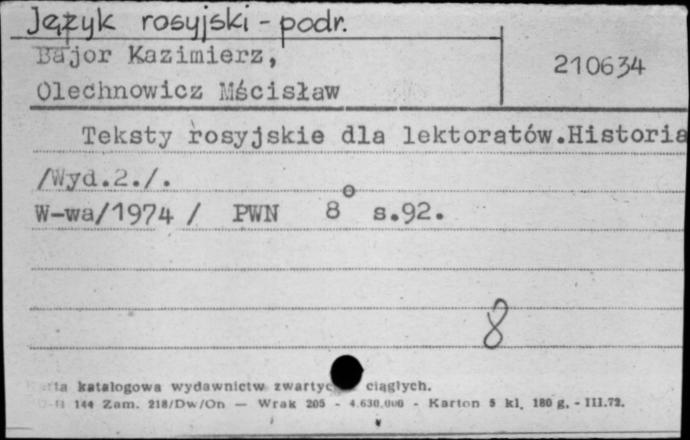 Język rosyjski - podr.
Bajor Kazimierz,
210634
Olechnowicz Mścisław
Teksty rosyjskie dla lektoratów.Historia
/Wyd.2./.
W-wa/1974 / PWN 8° s.92.
8
katalogowa wydawnictw ciągłych.
144 Zam. 218/Dw/On — Wrak 205 - 4.630.000 - Karton 5 kl. 180 g. - III.72.